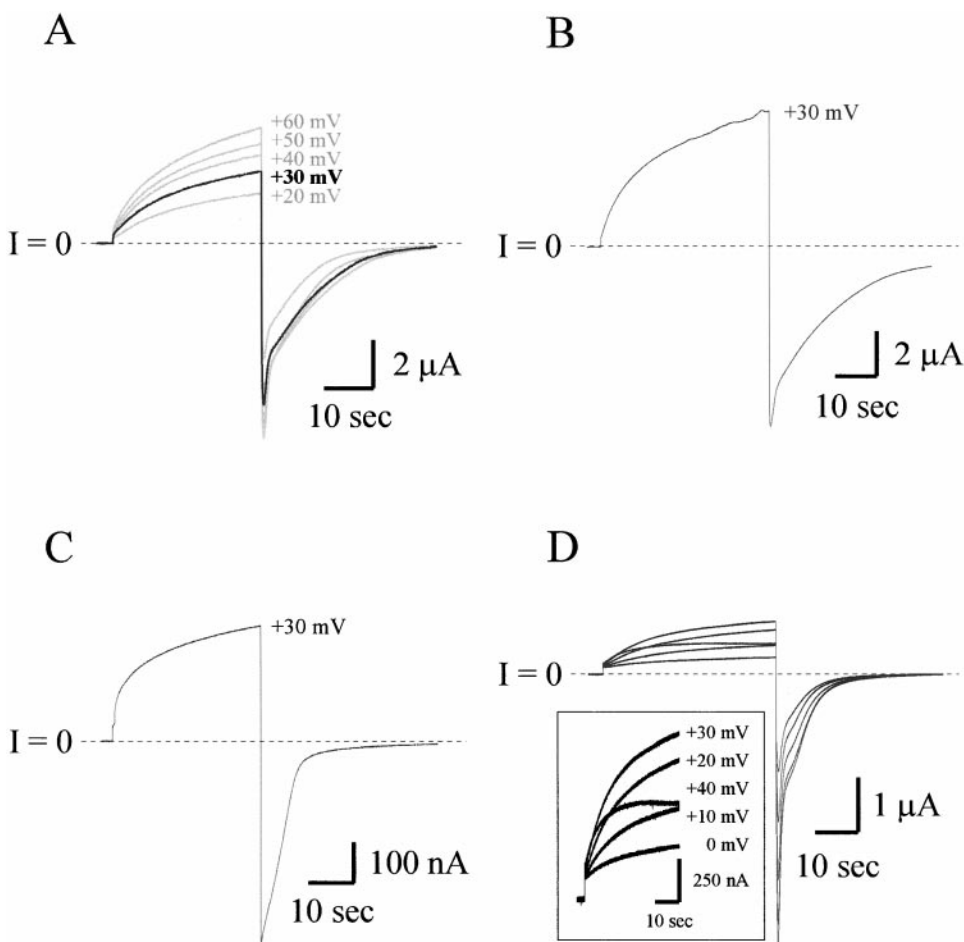 A
+60 mV
+50 mV
+40 mV
+30 mV
+20 mV
I = 0
2 µA
10 sec
B
+30 mV
I = 0
2 µA
10 sec
C
+30 mV
I = 0
100 nA
10 sec
D
I = 0
+30 mV
+20 mV
+40 mV
+10 mV
0 mV
250 nA
10 sec
1 µA
10 sec